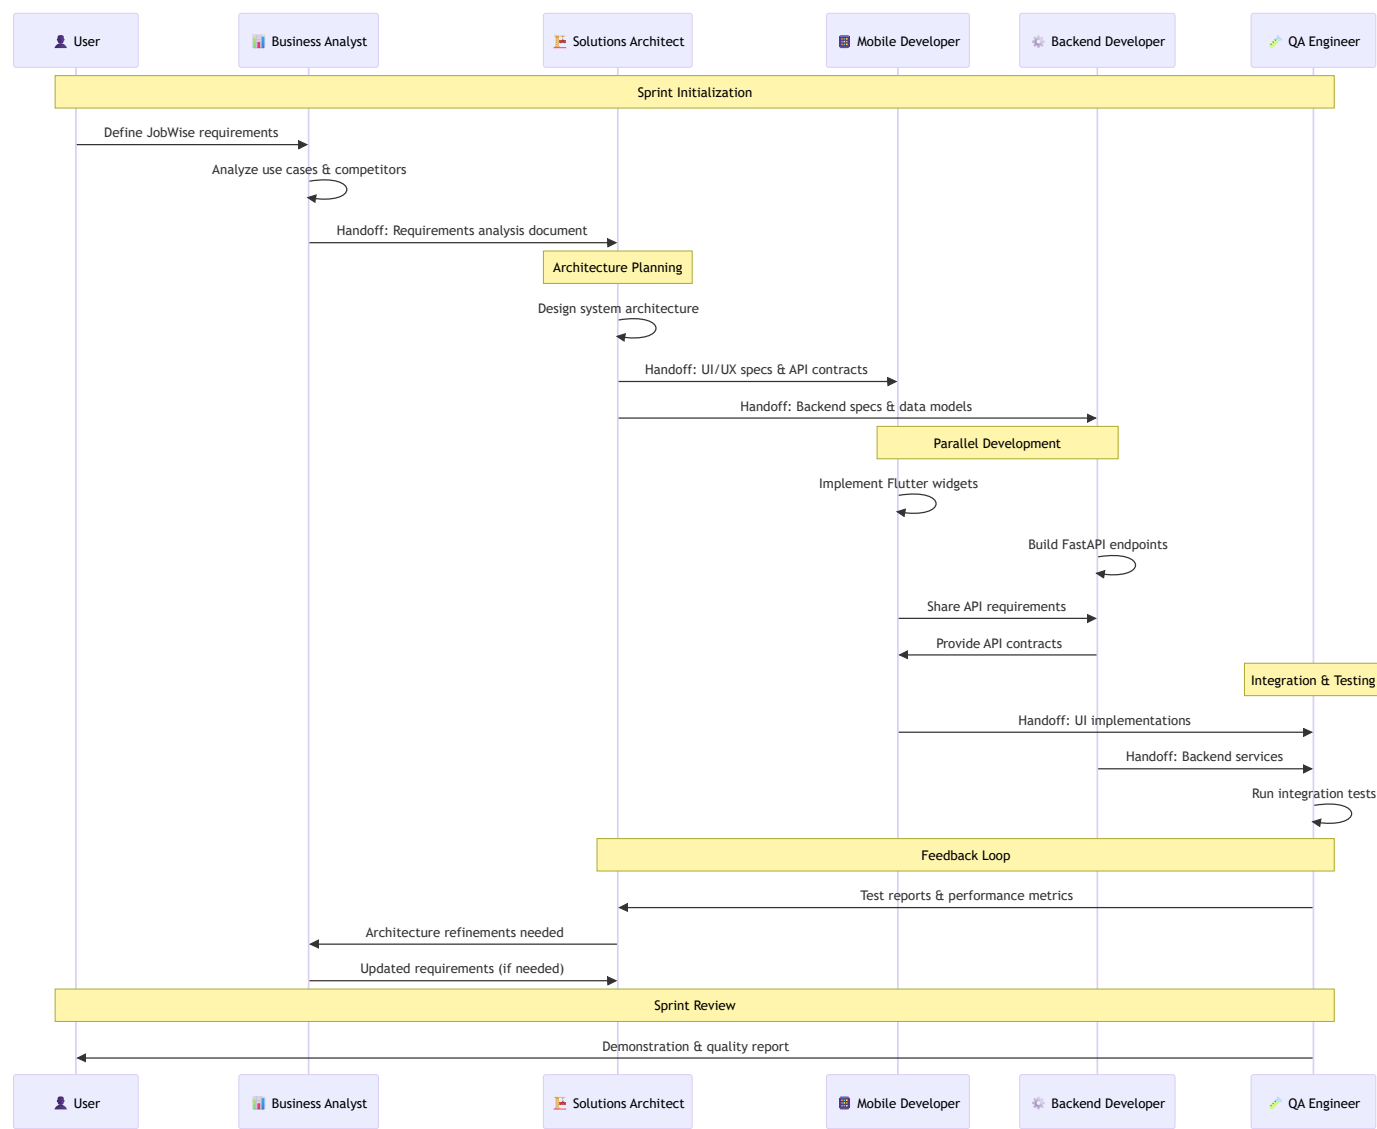 User
Business Analyst
Solutions Architect
Mobile Developer
Backend Developer
QA Engineer
Sprint Initialization
Define JobWise requirements
Analyze use cases & competitors
Handoff: Requirements analysis document
Architecture Planning
Design system architecture
Handoff: UI/UX specs & API contracts
Handoff: Backend specs & data models
Parallel Development
Implement Flutter widgets
Build FastAPI endpoints
Share API requirements
Provide API contracts
Integration & Testing
Handoff: UI implementations
Handoff: Backend services
Run integration tests
Feedback Loop
Test reports & performance metrics
Architecture refinements needed
Updated requirements (if needed)
Sprint Review
Demonstration & quality report
User
Business Analyst
Solutions Architect
Mobile Developer
Backend Developer
QA Engineer